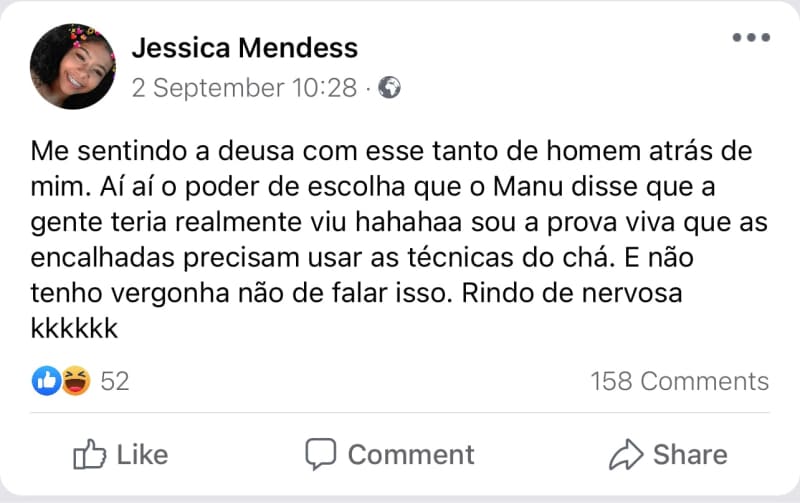 Jessica Mendess
2 September 10:28 ·
Me sentindo a deusa com esse tanto de homem atrás de
mim. Aí aí o poder de escolha que o Manu disse que a
gente teria realmente viu hahahaa sou a prova viva que as
encalhadas precisam usar as técnicas do chá. E não
tenho vergonha não de falar isso. Rindo de nervosa
kkkkkk
52
158 Comments
Like
Comment
Share